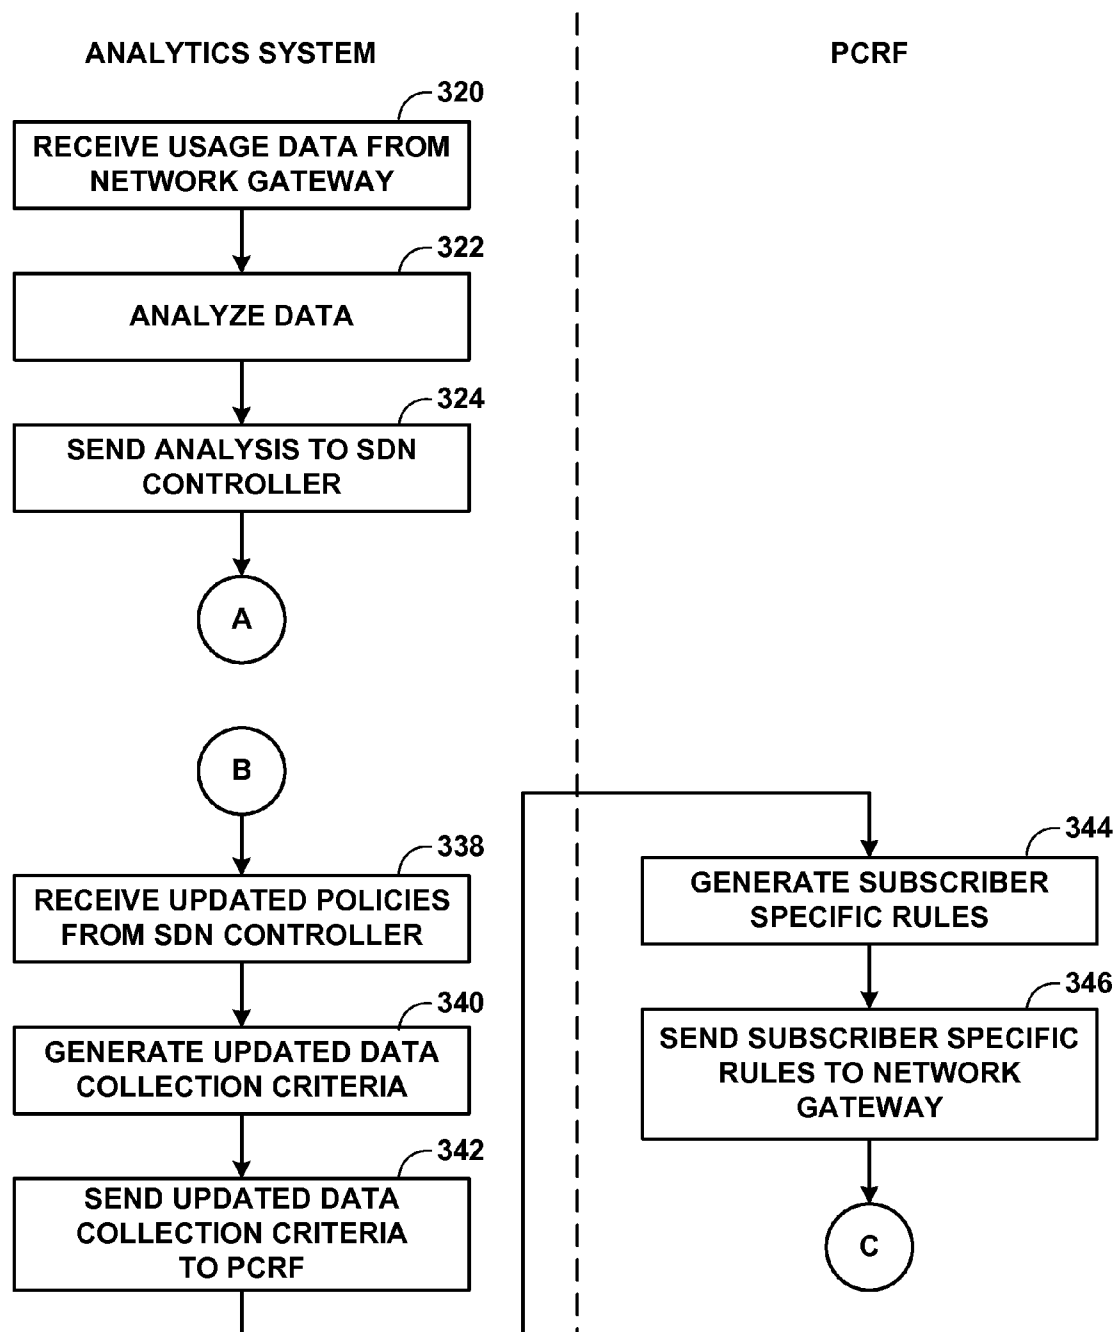 ANALYTICS SYSTEM
PCRF
320
RECEIVE USAGE DATA FROM
NETWORK GATEWAY
322
ANALYZE DATA
324
SEND ANALYSIS TO SDN
CONTROLLER
A
B
338
RECEIVE UPDATED POLICIES
FROM SDN CONTROLLER
340
GENERATE UPDATED DATA
COLLECTION CRITERIA
342
SEND UPDATED DATA
COLLECTION CRITERIA
TO PCRF
344
GENERATE SUBSCRIBER
SPECIFIC RULES
346
SEND SUBSCRIBER SPECIFIC
RULES TO NETWORK
GATEWAY
C